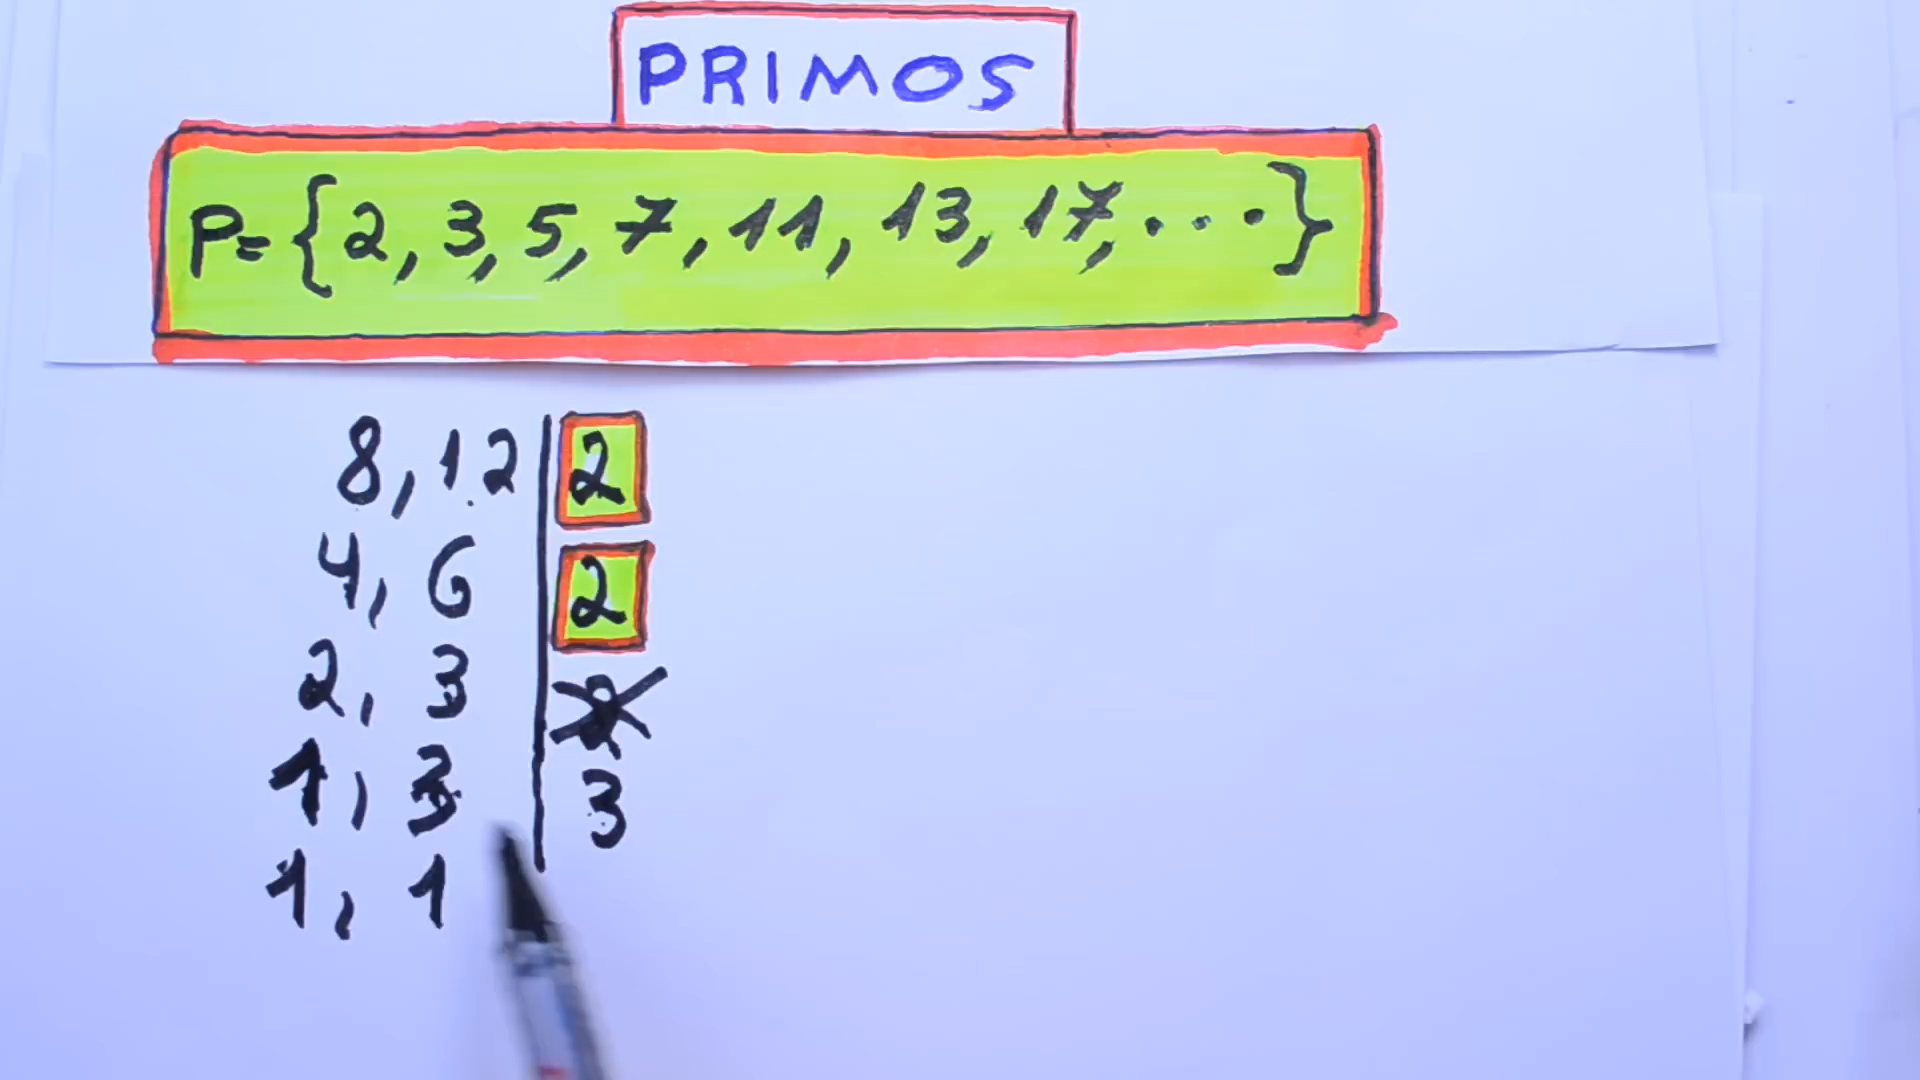 PRIMOS
P= {2, 3, 5, 7, 11, 13, 17, ...}
8, 12 | 2
4, 6 | 2
2, 3 | 2
1, 3 | 3
1, 1